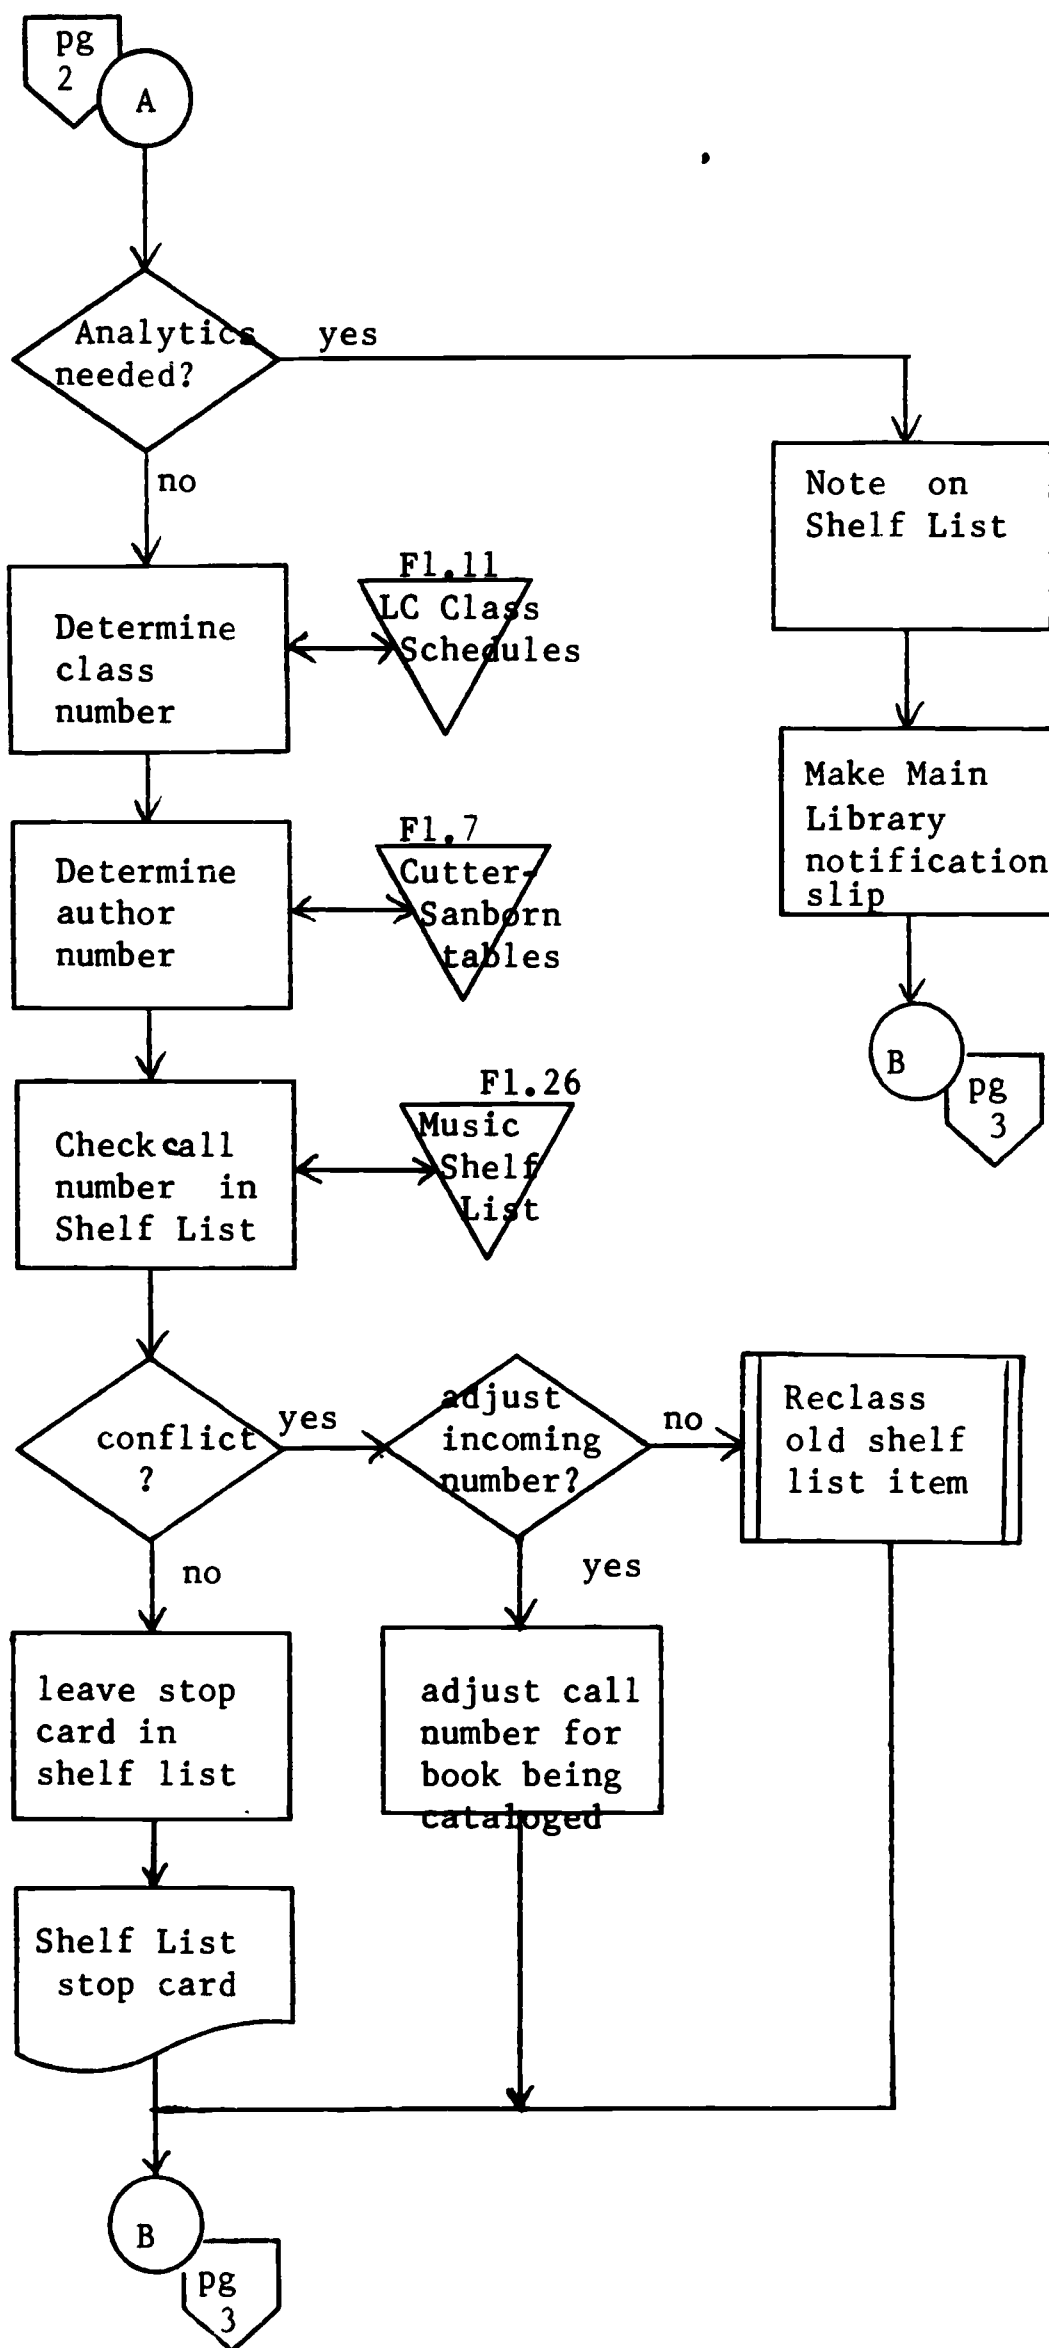 pg
2
A
Analytics
needed?
yes
no
Note on
Shelf List
Determine
class
number
F1.11
LC Class
Schedules
Make Main
Library
notification
slip
Determine
author
number
F1.7
Cutter-
Sanborn
tables
B
pg
3
Check call
number in
Shelf List
F1.26
Music
Shelf
List
conflict
?
yes
adjust
incoming
number?
no
Reclass
old shelf
list item
no
yes
leave stop
card in
shelf list
adjust call
number for
book being
cataloged
Shelf List
stop card
B
pg
3